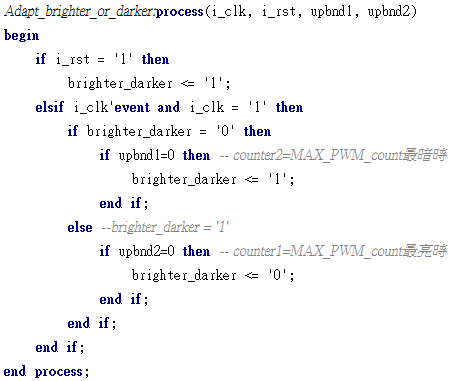 Adapt_brighter_or_darker:process(i_clk, i_rst, upbnd1, upbnd2)
begin
    if i_rst = '1' then
        brighter_darker <= '1';
    elsif i_clk'event and i_clk = '1' then
        if brighter_darker = '0' then
            if upbnd1=0 then -- counter2=MAX_PWM_count最暗時
                brighter_darker <= '1';
            end if;
        else --brighter_darker = '1'
            if upbnd2=0 then -- counter1=MAX_PWM_count最亮時
                brighter_darker <= '0';
            end if;
        end if;
    end if;
end process;